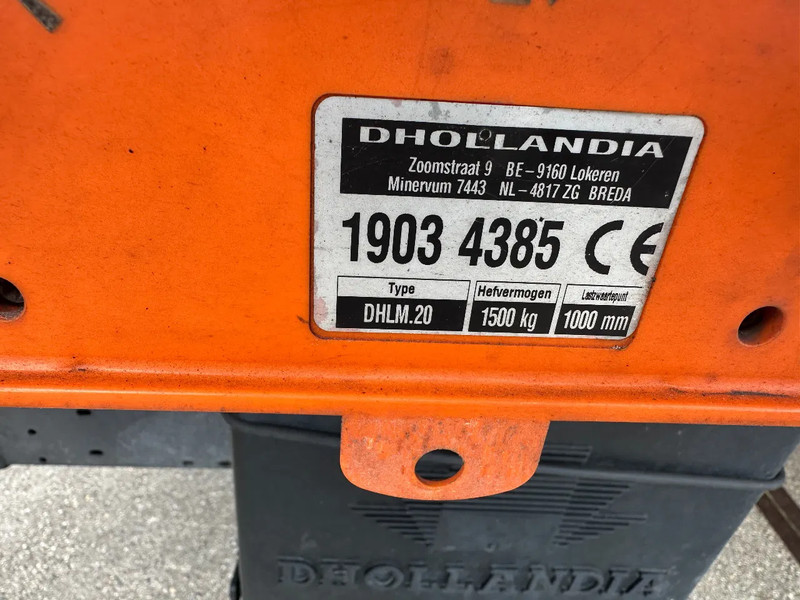 DHOLLANDIA
Zoomstraat 9 BE-9160 Lokeren
Minervum 7443 NL-4817 ZG BREDA
1903 4385 CE
Type Hefvermogen Lastzwaartepunt
DHLM.20 1500 kg 1000 mm
DHOLLANDIA